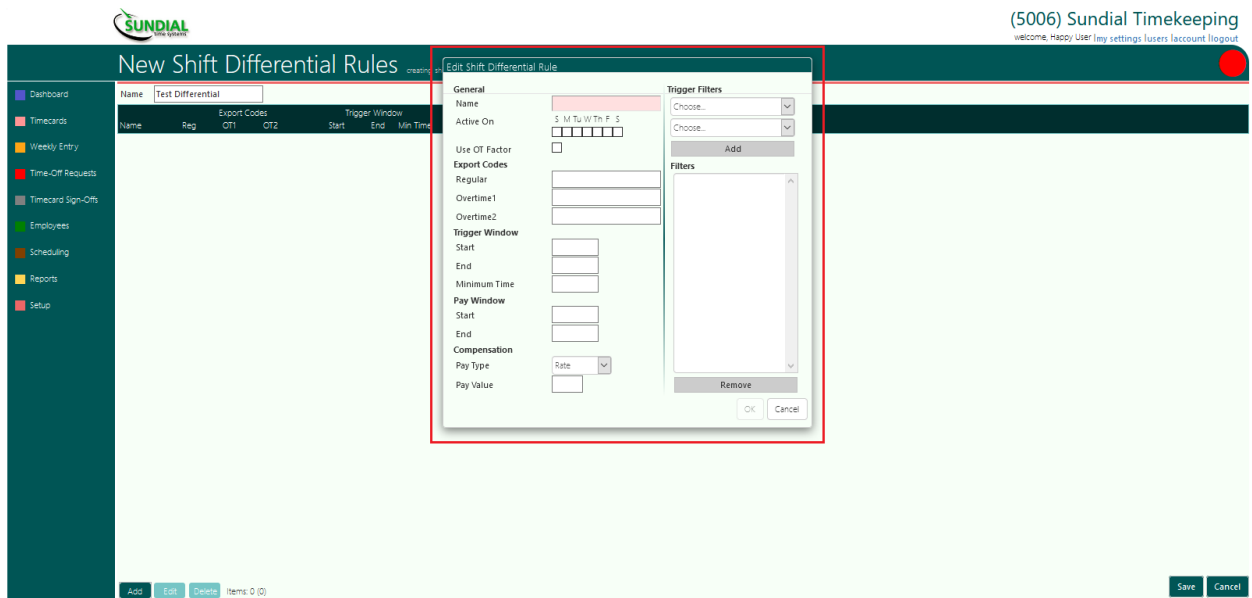 SUNDIAL
time systems
(5006) Sundial Timekeeping
welcome, Happy User |my settings |users |account |logout
New Shift Differential Rules
Dashboard
Timecards
Weekly Entry
Time-Off Requests
Timecard Sign-Offs
Employees
Scheduling
Reports
Setup
Name Test Differential
Export Codes Trigger Window
Name Reg OT1 OT2 Start End Min Time
Edit Shift Differential Rule
General
Name
Active On S M Tu W Th F S
Use OT Factor
Export Codes
Regular
Overtime1
Overtime2
Trigger Window
Start
End
Minimum Time
Pay Window
Start
End
Compensation
Pay Type Rate
Pay Value
Trigger Filters
Choose...
Choose...
Add
Filters
Remove
OK Cancel
Add Edit Delete Items: 0 (0)
Save Cancel